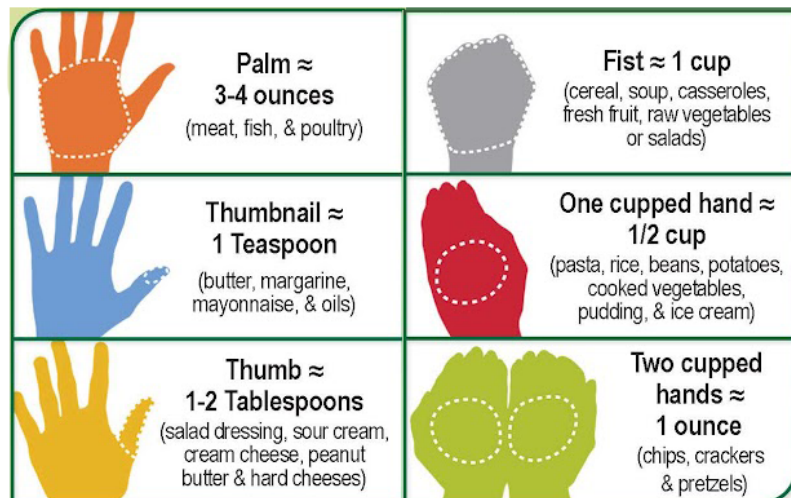 Palm ≈
3-4 ounces
(meat, fish, & poultry)
Fist ≈ 1 cup
(cereal, soup, casseroles,
fresh fruit, raw vegetables
or salads)
Thumbnail ≈
1 Teaspoon
(butter, margarine,
mayonnaise, & oils)
One cupped hand ≈
1/2 cup
(pasta, rice, beans, potatoes,
cooked vegetables,
pudding, & ice cream)
Thumb ≈
1-2 Tablespoons
(salad dressing, sour cream,
cream cheese, peanut
butter & hard cheeses)
Two cupped
hands ≈
1 ounce
(chips, crackers
& pretzels)